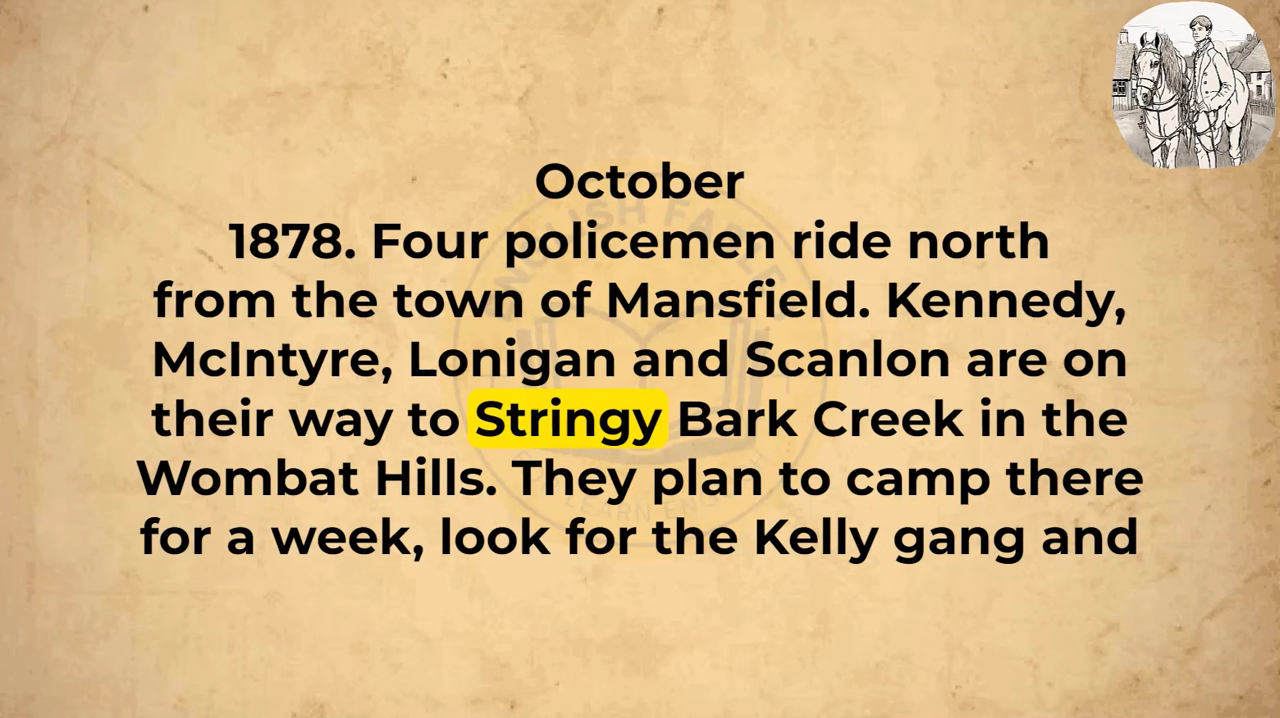 October
1878. Four policemen ride north
from the town of Mansfield. Kennedy,
McIntyre, Lonigan and Scanlon are on
their way to Stringy Bark Creek in the
Wombat Hills. They plan to camp there
for a week, look for the Kelly gang and